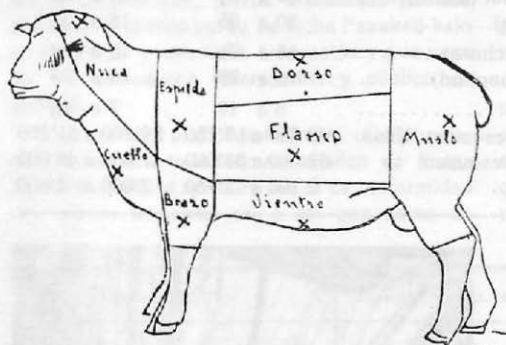 Nuca
Espalda
Dorso
Flanco
Muslo
Cuello
Brazo
Vientre